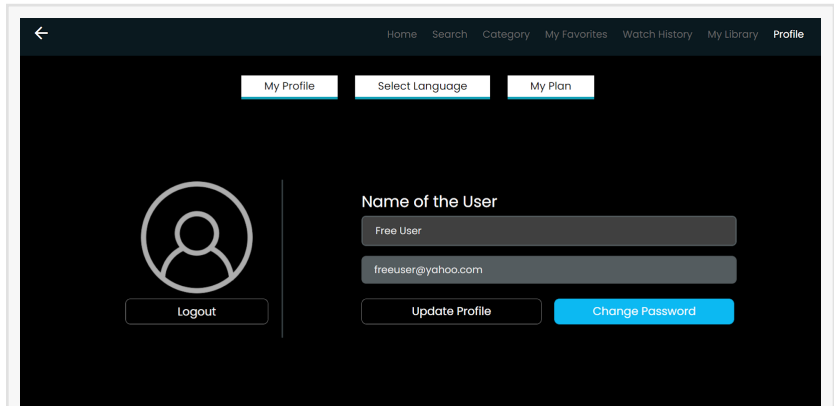 Home Search Category My Favorites Watch History My Library Profile
My Profile Select Language My Plan
Name of the User
Free User
freeuser@yahoo.com
Logout Update Profile Change Password